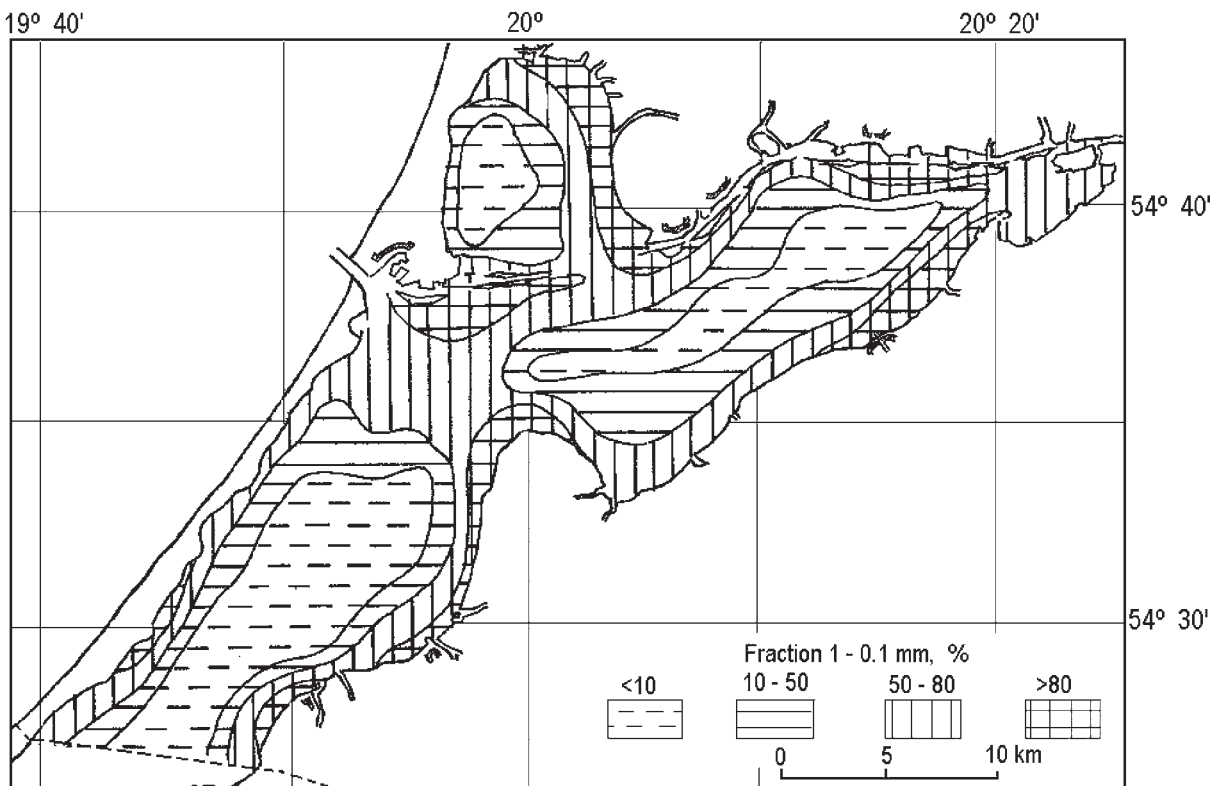 19º 40' 20º 20º 20'
54º 40'
54º 30'
Fraction 1 - 0.1 mm, %
<10 10 - 50 50 - 80 >80
0 5 10 km